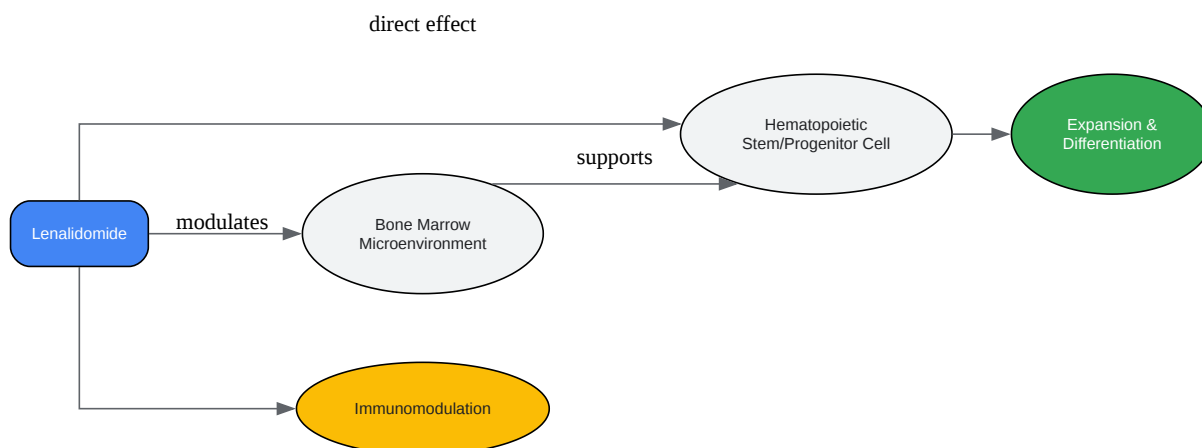 direct effect
Hematopoietic
Stem/Progenitor Cell
Expansion &
Differentiation
supports
Lenalidomide
modulates
Bone Marrow
Microenvironment
Immunomodulation